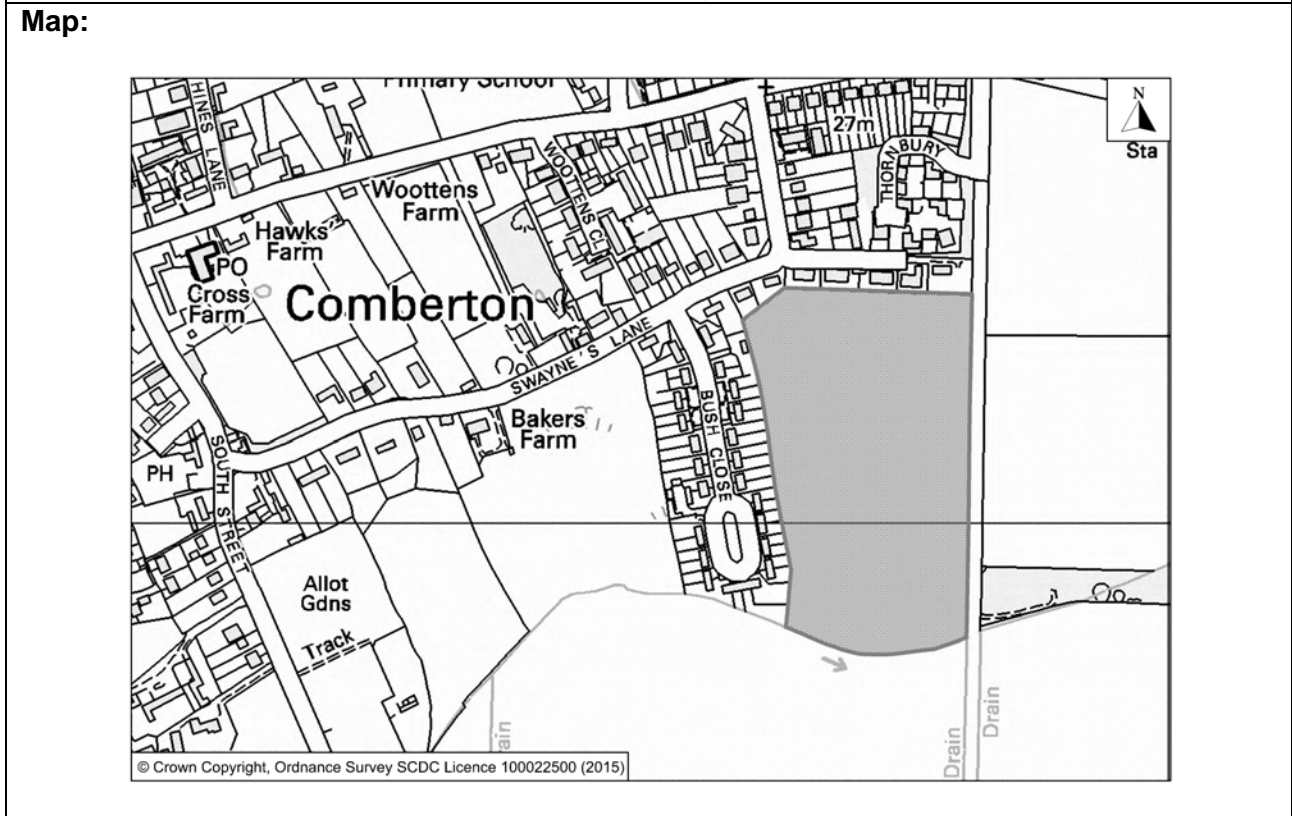 Map:
Primary School
HINES LANE
27m
THORNBURY
N
Sta
WOOTTENS CL
Woottens
Farm
Hawks'
Farm
PO
Cross
Farm
Comberton
SWAYNE'S LANE
Bakers
Farm
BUSH CLOSE
PH
SOUTH STREET
Allot
Gdns
Track
Drain
Drain
ain
© Crown Copyright, Ordnance Survey SCDC Licence 100022500 (2015)